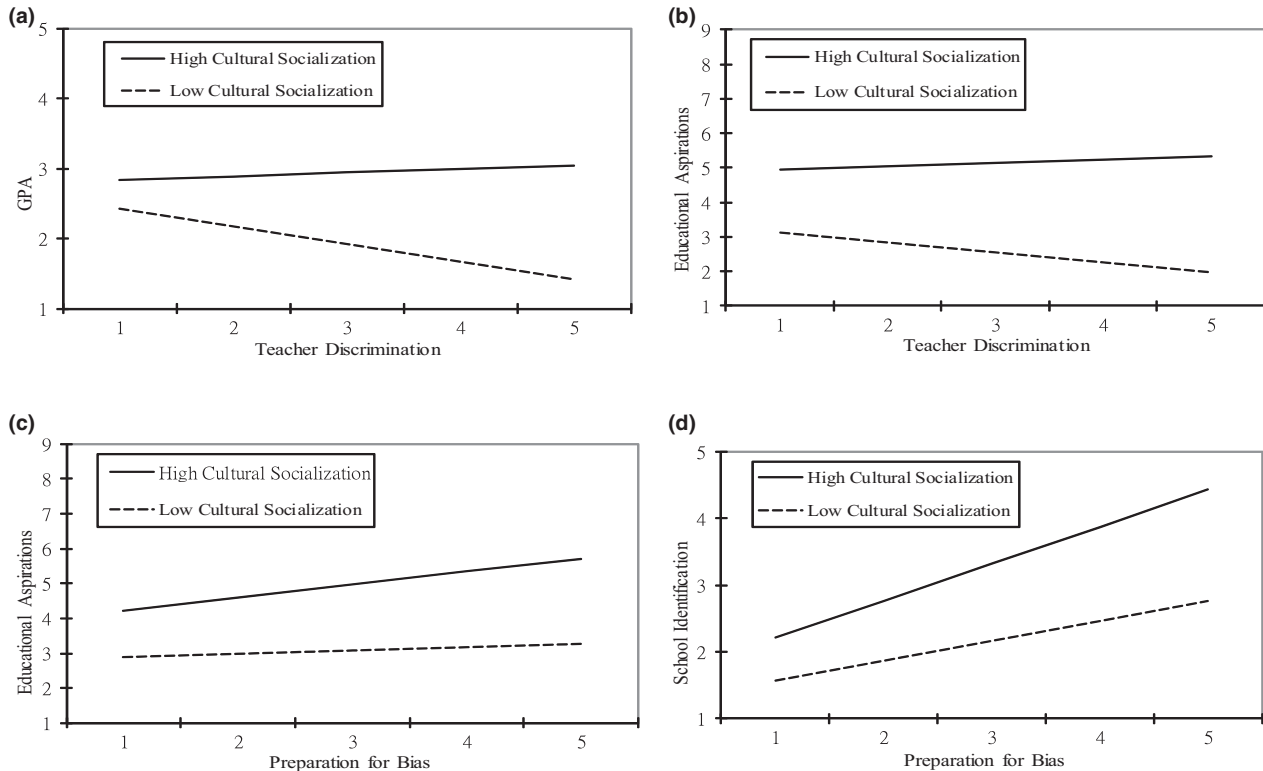 (a)
5
4
3
2
1
GPA
High Cultural Socialization
Low Cultural Socialization
1 2 3 4 5
Teacher Discrimination
(b)
9
8
7
6
5
4
3
2
1
Educational Aspirations
High Cultural Socialization
Low Cultural Socialization
1 2 3 4 5
Teacher Discrimination
(c)
9
8
7
6
5
4
3
2
1
Educational Aspirations
High Cultural Socialization
Low Cultural Socialization
1 2 3 4 5
Preparation for Bias
(d)
5
4
3
2
1
School Identification
High Cultural Socialization
Low Cultural Socialization
1 2 3 4 5
Preparation for Bias